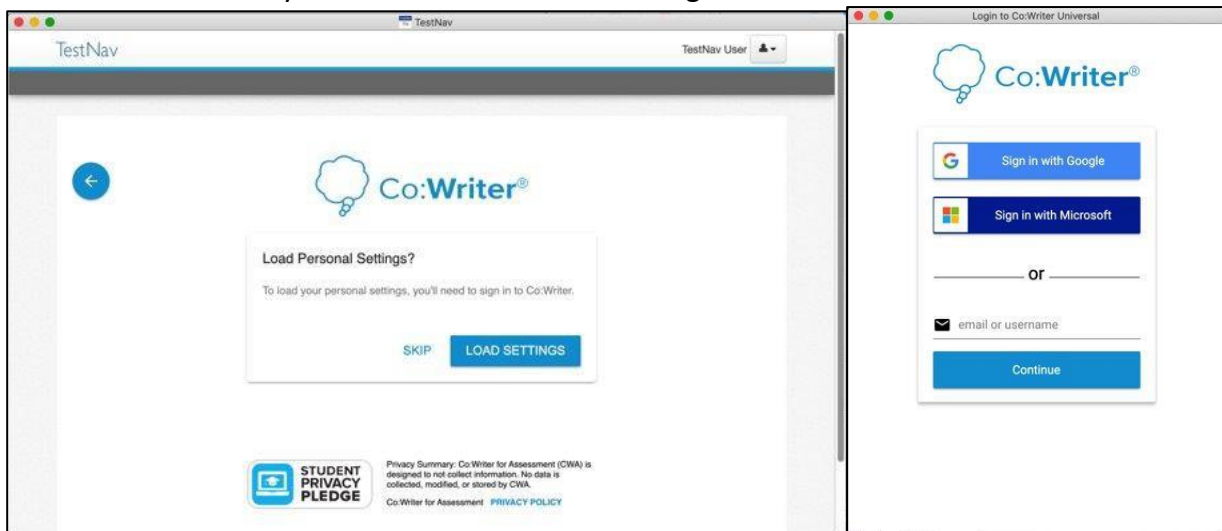 TestNav
TestNav
TestNav User
Co:Writer®
Load Personal Settings?
To load your personal settings, you'll need to sign in to Co:Writer.
SKIP
LOAD SETTINGS
STUDENT
PRIVACY
PLEDGE
Privacy Summary: Co:Writer for Assessment (CWA) is
designed to not collect information. No data is
collected, modified, or stored by CWA.
Co:Writer for Assessment PRIVACY POLICY
Login to Co:Writer Universal
Co:Writer®
Sign in with Google
Sign in with Microsoft
or
email or username
Continue